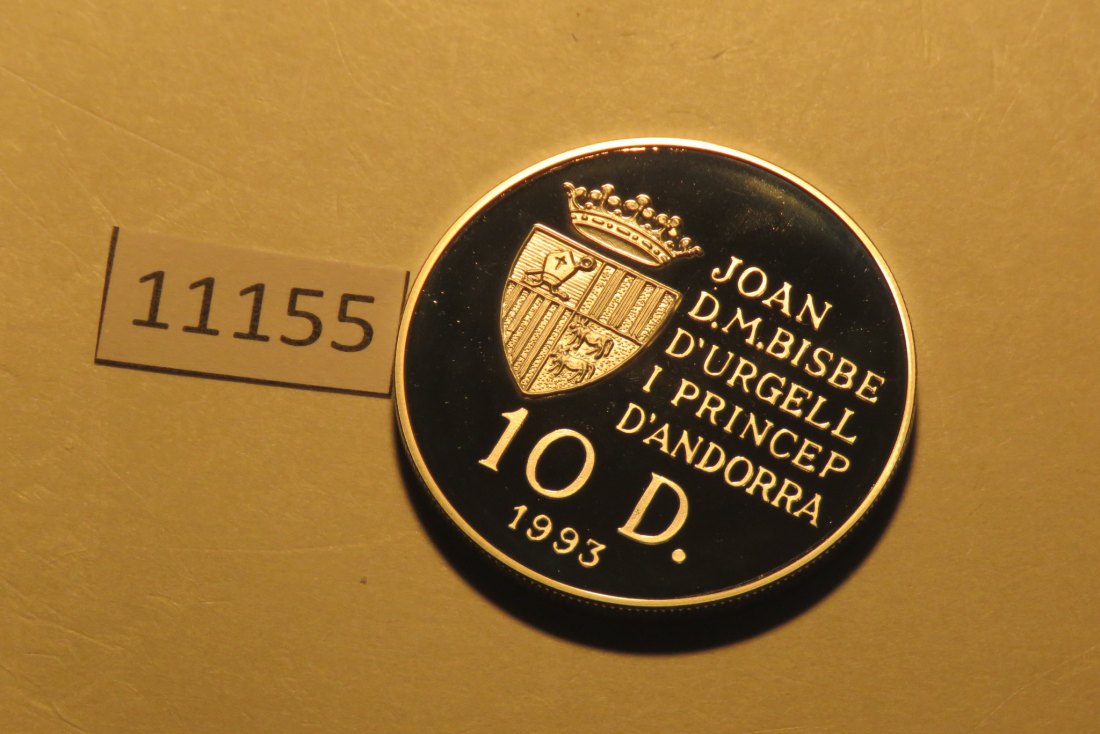 11155
JOAN
D.M.BISBE
D'URGELL
I PRINCEP
D'ANDORRA
10 D.
1993